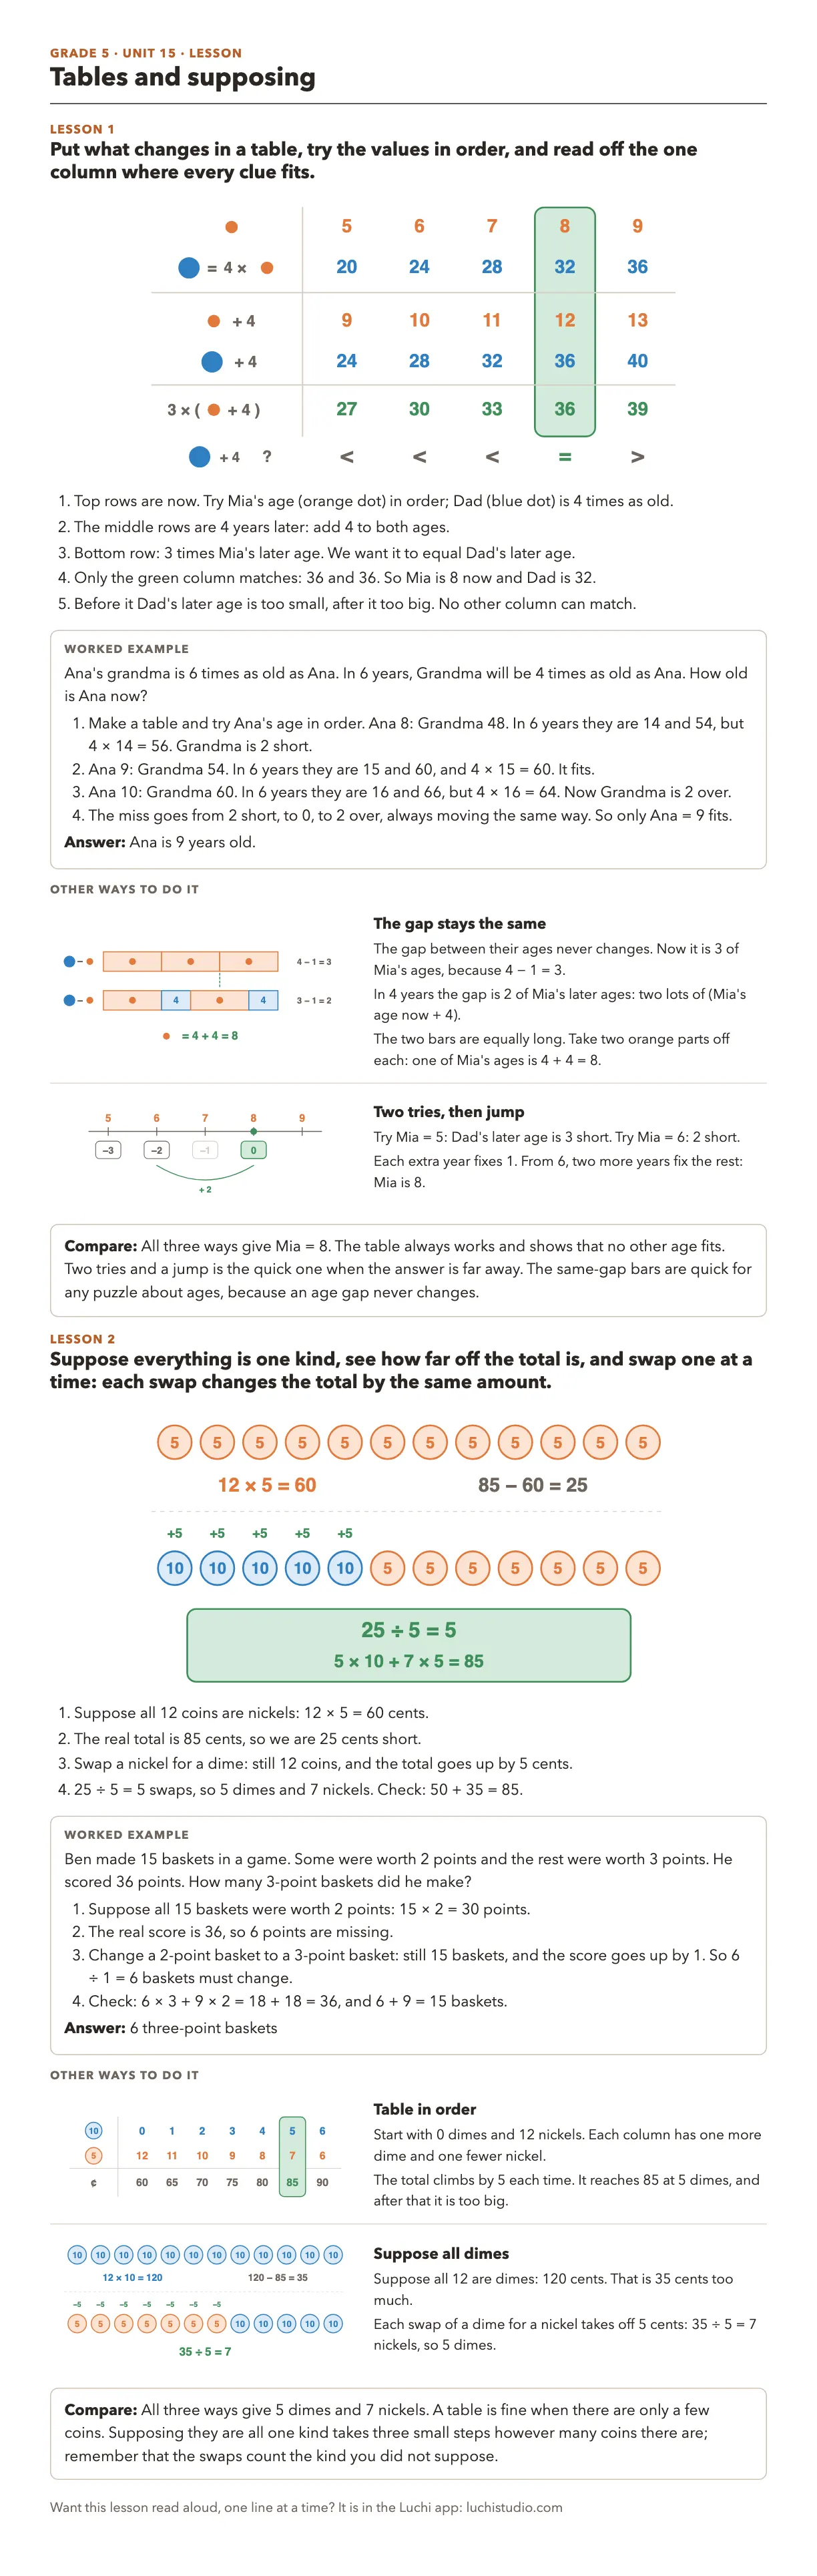 GRADE 5 · UNIT 15 · LESSON
Tables and supposing
LESSON 1
Put what changes in a table, try the values in order, and read off the one
column where every clue fits.
5 6 7 8 9
= 4 × 20 24 28 32 36
+ 4 9 10 11 12 13
+ 4 24 28 32 36 40
3 × ( + 4 ) 27 30 33 36 39
+ 4 ? < < < = >
1. Top rows are now. Try Mia's age (orange dot) in order; Dad (blue dot) is 4 times as old.
2. The middle rows are 4 years later: add 4 to both ages.
3. Bottom row: 3 times Mia's later age. We want it to equal Dad's later age.
4. Only the green column matches: 36 and 36. So Mia is 8 now and Dad is 32.
5. Before it Dad's later age is too small, after it too big. No other column can match.
WORKED EXAMPLE
Ana's grandma is 6 times as old as Ana. In 6 years, Grandma will be 4 times as old as Ana. How old
is Ana now?
1. Make a table and try Ana's age in order. Ana 8: Grandma 48. In 6 years they are 14 and 54, but
4 × 14 = 56. Grandma is 2 short.
2. Ana 9: Grandma 54. In 6 years they are 15 and 60, and 4 × 15 = 60. It fits.
3. Ana 10: Grandma 60. In 6 years they are 16 and 66, but 4 × 16 = 64. Now Grandma is 2 over.
4. The miss goes from 2 short, to 0, to 2 over, always moving the same way. So only Ana = 9 fits.
Answer: Ana is 9 years old.
OTHER WAYS TO DO IT
– 4 – 1 = 3
– 4 4 3 – 1 = 2
= 4 + 4 = 8
The gap stays the same
The gap between their ages never changes. Now it is 3 of
Mia's ages, because 4 − 1 = 3.
In 4 years the gap is 2 of Mia's later ages: two lots of (Mia's
age now + 4).
The two bars are equally long. Take two orange parts off
each: one of Mia's ages is 4 + 4 = 8.
5 6 7 8 9
–3 –2 –1 0
+ 2
Two tries, then jump
Try Mia = 5: Dad's later age is 3 short. Try Mia = 6: 2 short.
Each extra year fixes 1. From 6, two more years fix the rest:
Mia is 8.
Compare: All three ways give Mia = 8. The table always works and shows that no other age fits.
Two tries and a jump is the quick one when the answer is far away. The same-gap bars are quick for
any puzzle about ages, because an age gap never changes.
LESSON 2
Suppose everything is one kind, see how far off the total is, and swap one at a
time: each swap changes the total by the same amount.
5 5 5 5 5 5 5 5 5 5 5 5
12 × 5 = 60 85 – 60 = 25
+5 +5 +5 +5 +5
10 10 10 10 10 5 5 5 5 5 5 5
25 ÷ 5 = 5
5 × 10 + 7 × 5 = 85
1. Suppose all 12 coins are nickels: 12 × 5 = 60 cents.
2. The real total is 85 cents, so we are 25 cents short.
3. Swap a nickel for a dime: still 12 coins, and the total goes up by 5 cents.
4. 25 ÷ 5 = 5 swaps, so 5 dimes and 7 nickels. Check: 50 + 35 = 85.
WORKED EXAMPLE
Ben made 15 baskets in a game. Some were worth 2 points and the rest were worth 3 points. He
scored 36 points. How many 3-point baskets did he make?
1. Suppose all 15 baskets were worth 2 points: 15 × 2 = 30 points.
2. The real score is 36, so 6 points are missing.
3. Change a 2-point basket to a 3-point basket: still 15 baskets, and the score goes up by 1. So 6
÷ 1 = 6 baskets must change.
4. Check: 6 × 3 + 9 × 2 = 18 + 18 = 36, and 6 + 9 = 15 baskets.
Answer: 6 three-point baskets
OTHER WAYS TO DO IT
10 0 1 2 3 4 5 6
5 12 11 10 9 8 7 6
¢ 60 65 70 75 80 85 90
Table in order
Start with 0 dimes and 12 nickels. Each column has one more
dime and one fewer nickel.
The total climbs by 5 each time. It reaches 85 at 5 dimes, and
after that it is too big.
10 10 10 10 10 10 10 10 10 10 10 10
12 × 10 = 120 120 – 85 = 35
–5 –5 –5 –5 –5 –5 –5
5 5 5 5 5 5 5 10 10 10 10 10
35 ÷ 5 = 7
Suppose all dimes
Suppose all 12 are dimes: 120 cents. That is 35 cents too
much.
Each swap of a dime for a nickel takes off 5 cents: 35 ÷ 5 = 7
nickels, so 5 dimes.
Compare: All three ways give 5 dimes and 7 nickels. A table is fine when there are only a few
coins. Supposing they are all one kind takes three small steps however many coins there are;
remember that the swaps count the kind you did not suppose.
Want this lesson read aloud, one line at a time? It is in the Luchi app: luchistudio.com